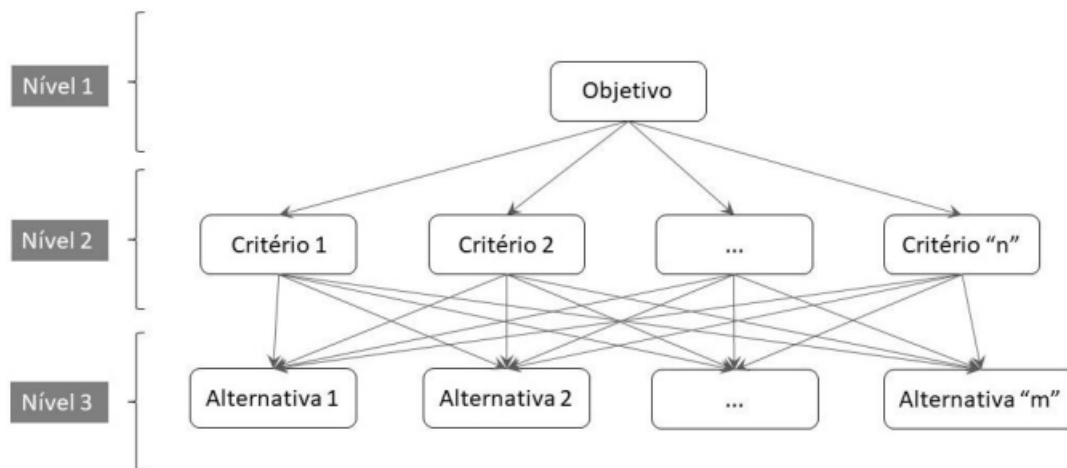 Nível 1
Objetivo
Nível 2
Critério 1
Critério 2
...
Critério “n”
Nível 3
Alternativa 1
Alternativa 2
...
Alternativa “m”